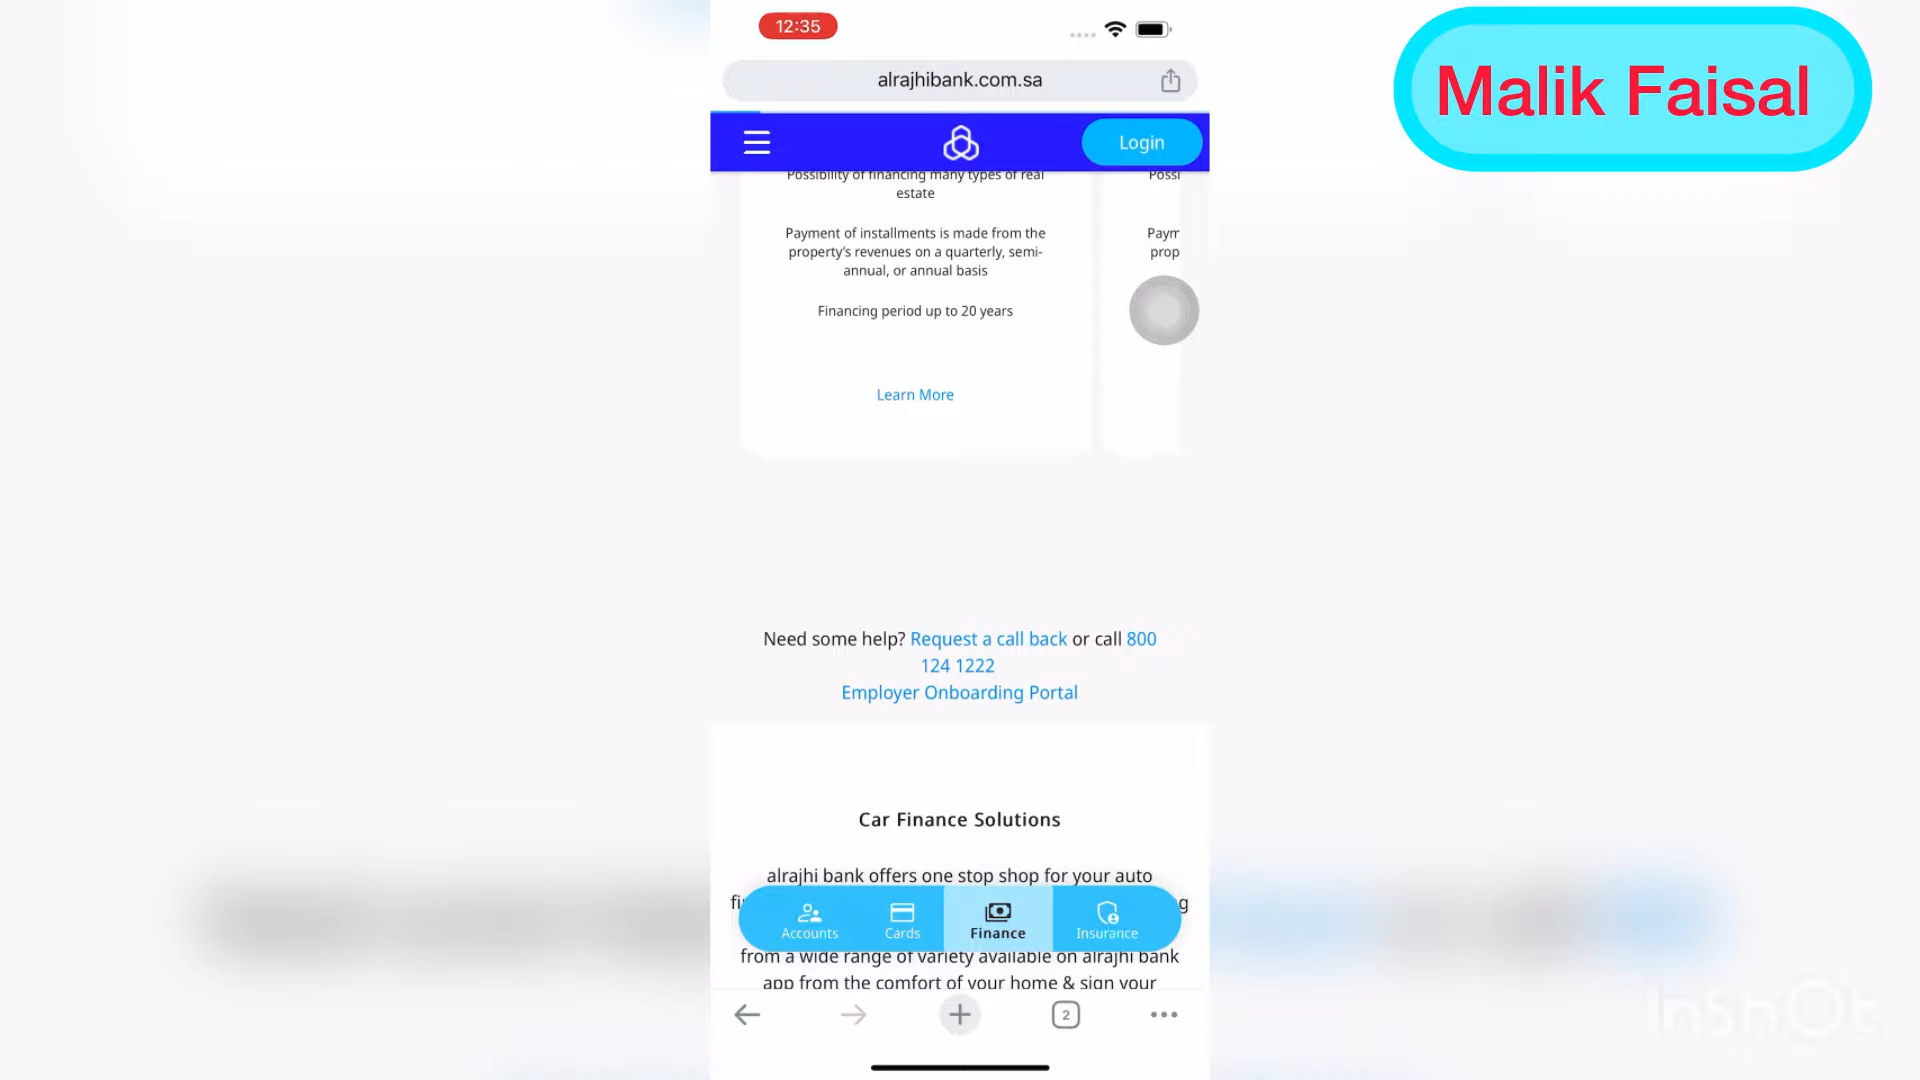 12:35
alrajhibank.com.sa
Malik Faisal
Login
Possibility of financing many types of real
estate
Payment of installments is made from the
property's revenues on a quarterly, semi-
annual, or annual basis
Financing period up to 20 years
Learn More
Possi
Paym
prop
Need some help? Request a call back or call 800
124 1222
Employer Onboarding Portal
Car Finance Solutions
alrajhi bank offers one stop shop for your auto
Accounts
Cards
Finance
Insurance
from a wide range of variety available on alrajhi bank
app from the comfort of your home & sign your
2
InShOt